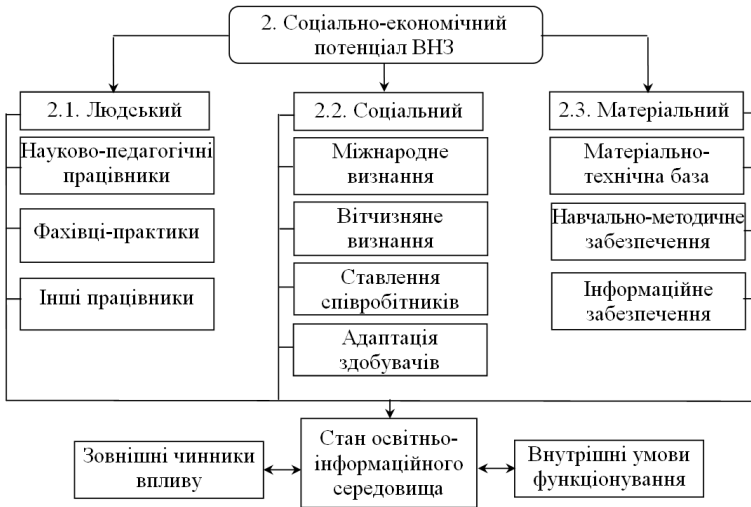 2. Соціально-економічний
потенціал ВНЗ
2.1. Людський
Науково-педагогічні
працівники
Фахівці-практики
Інші працівники
2.2. Соціальний
Міжнародне
визнання
Вітчизняне
визнання
Ставлення
співробітників
Адаптація
здобувачів
2.3. Матеріальний
Матеріально-
технічна база
Навчально-методичне
забезпечення
Інформаційне
забезпечення
Зовнішні чинники
впливу
Стан освітньо-
інформаційного
середовища
Внутрішні умови
функціонування